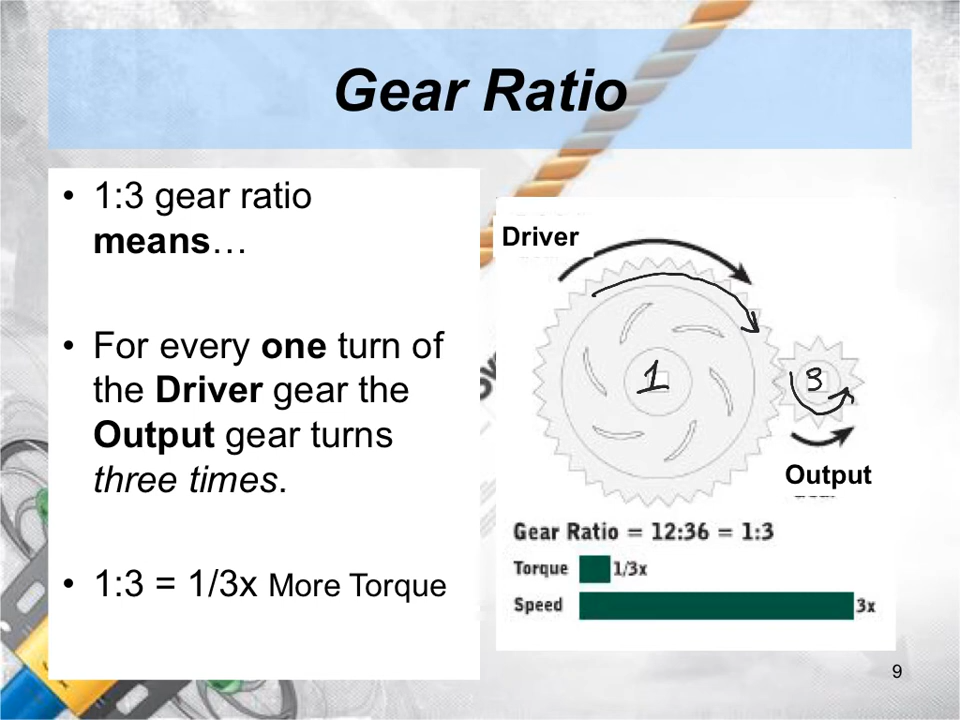 Gear Ratio
• 1:3 gear ratio
means…
• For every one turn of
the Driver gear the
Output gear turns
three times.
• 1:3 = 1/3x More Torque
Driver
1
3
Output
Gear Ratio = 12:36 = 1:3
Torque 1/3x
Speed 3x
9